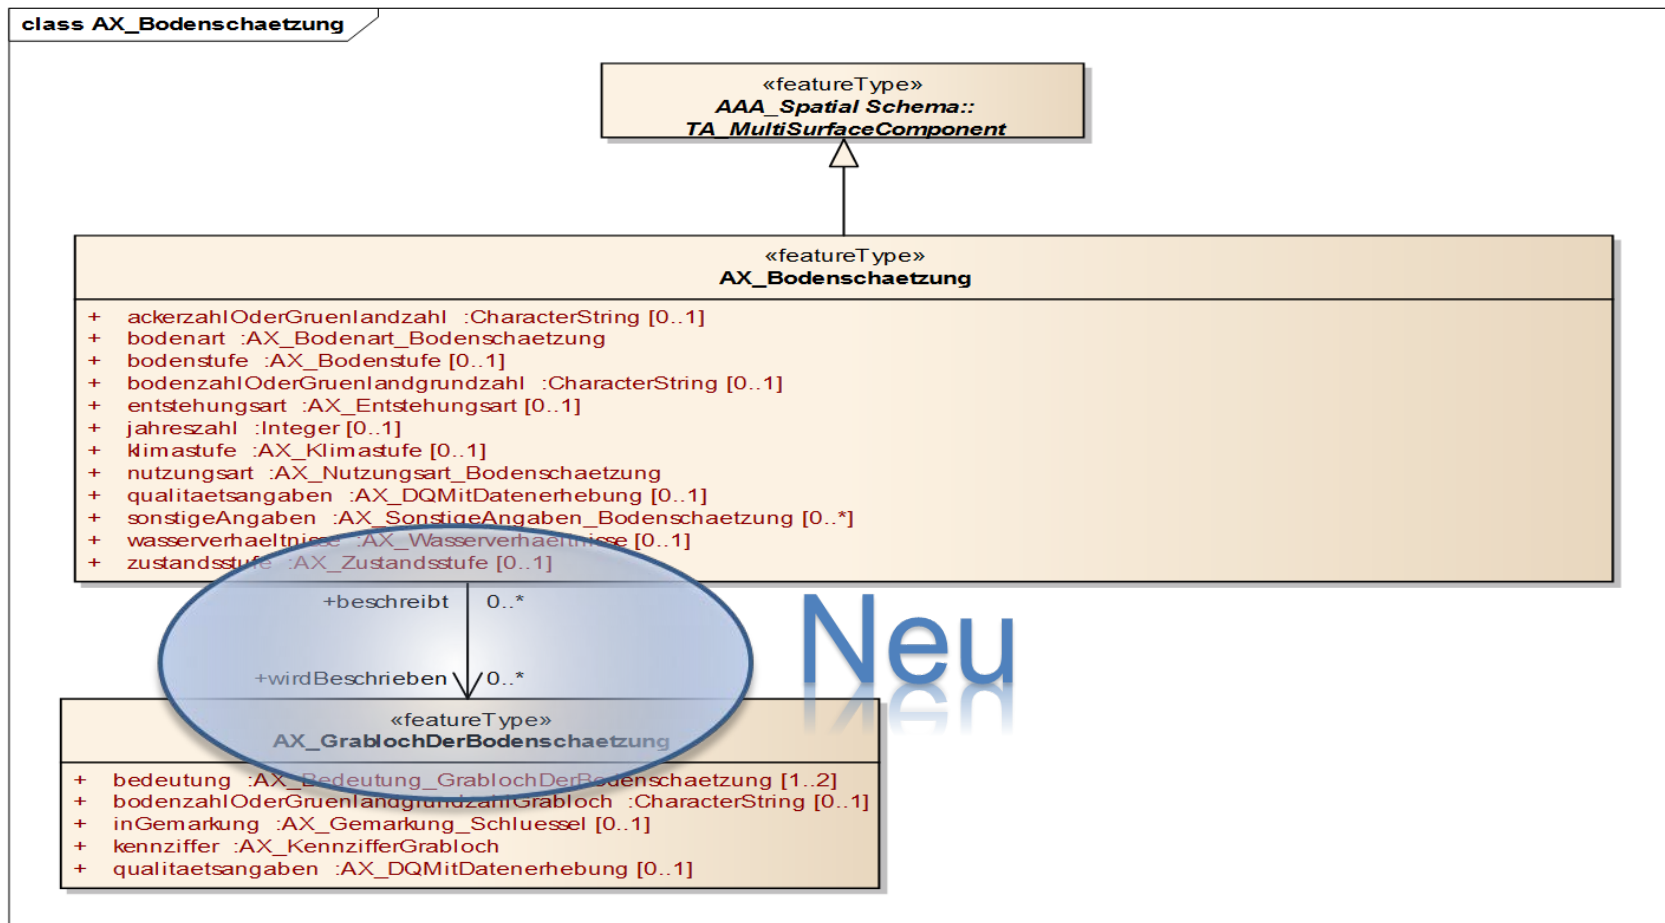 class AX_Bodenschaetzung
«featureType»
AAA_Spatial Schema::
TA_MultiSurfaceComponent
«featureType»
AX_Bodenschaetzung
+ ackerzahlOderGruenlandzahl :CharacterString [0..1]
+ bodenart :AX_Bodenart_Bodenschaetzung
+ bodenstufe :AX_Bodenstufe [0..1]
+ bodenzahlOderGruenlandgrundzahl :CharacterString [0..1]
+ entstehungsart :AX_Entstehungsart [0..1]
+ jahreszahl :Integer [0..1]
+ klimastufe :AX_Klimastufe [0..1]
+ nutzungsart :AX_Nutzungsart_Bodenschaetzung
+ qualitaetsangaben :AX_DQMitDatenerhebung [0..1]
+ sonstigeAngaben :AX_SonstigeAngaben_Bodenschaetzung [0..*]
+ wasserverhaeltnisse :AX_Wasserverhaeltnisse [0..1]
+ zustandsstufe :AX_Zustandsstufe [0..1]
+beschreibt 0..*
Neu
+wirdBeschrieben 0..*
«featureType»
AX_GrablochDerBodenschaetzung
+ bedeutung :AX_Bedeutung_GrablochDerBodenschaetzung [1..2]
+ bodenzahlOderGruenlandgrundzahlGrabloch :CharacterString [0..1]
+ inGemarkung :AX_Gemarkung_Schluessel [0..1]
+ kennziffer :AX_KennzifferGrabloch
+ qualitaetsangaben :AX_DQMitDatenerhebung [0..1]